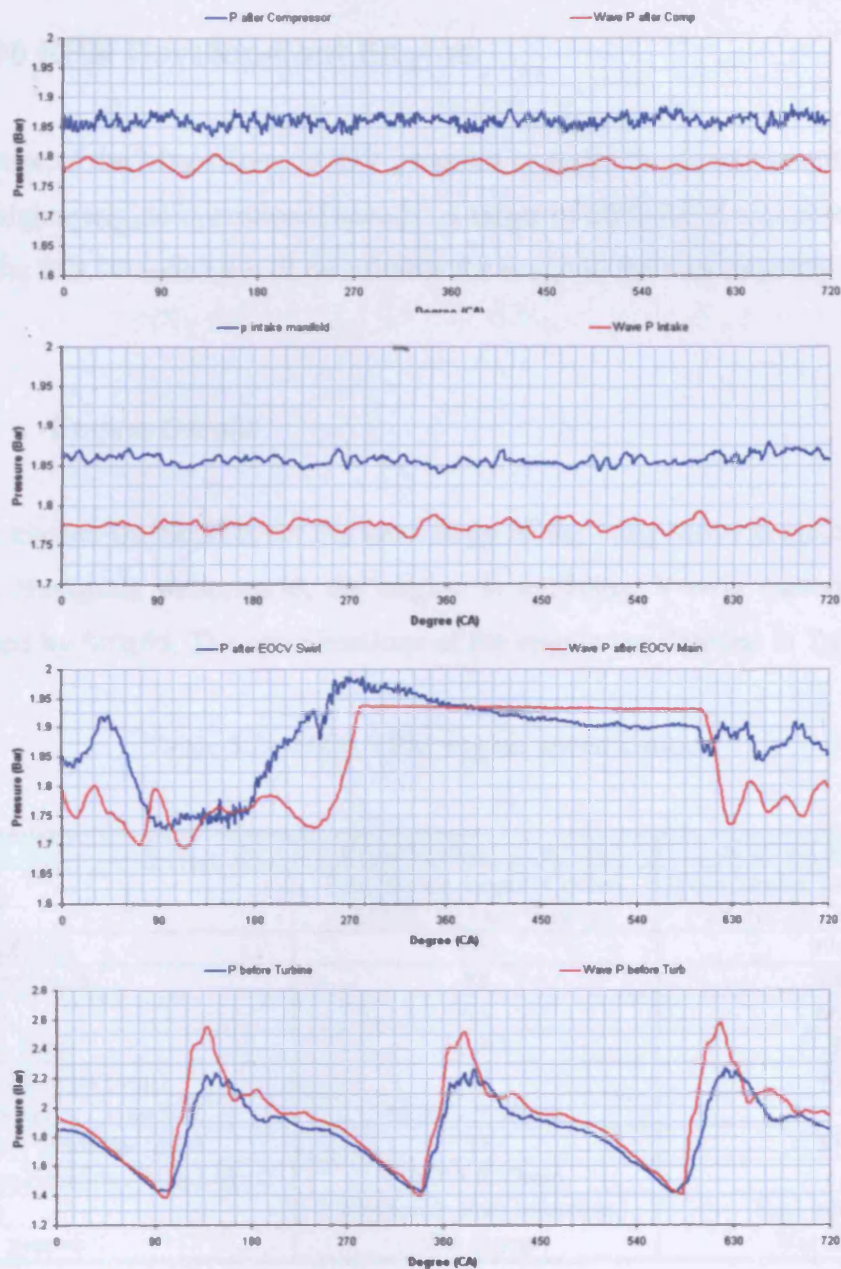 P after Compressor Wave P after Comp
2
1.95
1.9
1.85
1.8
1.75
1.7
1.65
1.6
Pressure (Bar)
0 90 180 270 360 450 540 630 720
Degree (CA)
p intake manifold Wave P Intake
2
1.95
1.9
1.85
1.8
1.75
1.7
Pressure (Bar)
0 90 180 270 360 450 540 630 720
Degree (CA)
P after EOCV Swirl Wave P after EOCV Main
2
1.95
1.9
1.85
1.8
1.75
1.7
1.6
Pressure (Bar)
0 90 180 270 360 450 540 630 720
Degree (CA)
P before Turbine Wave P before Turb
2.8
2.6
2.4
2.2
2
1.8
1.6
1.4
1.2
Pressure (Bar)
0 90 180 270 360 450 540 630 720
Degree (CA)